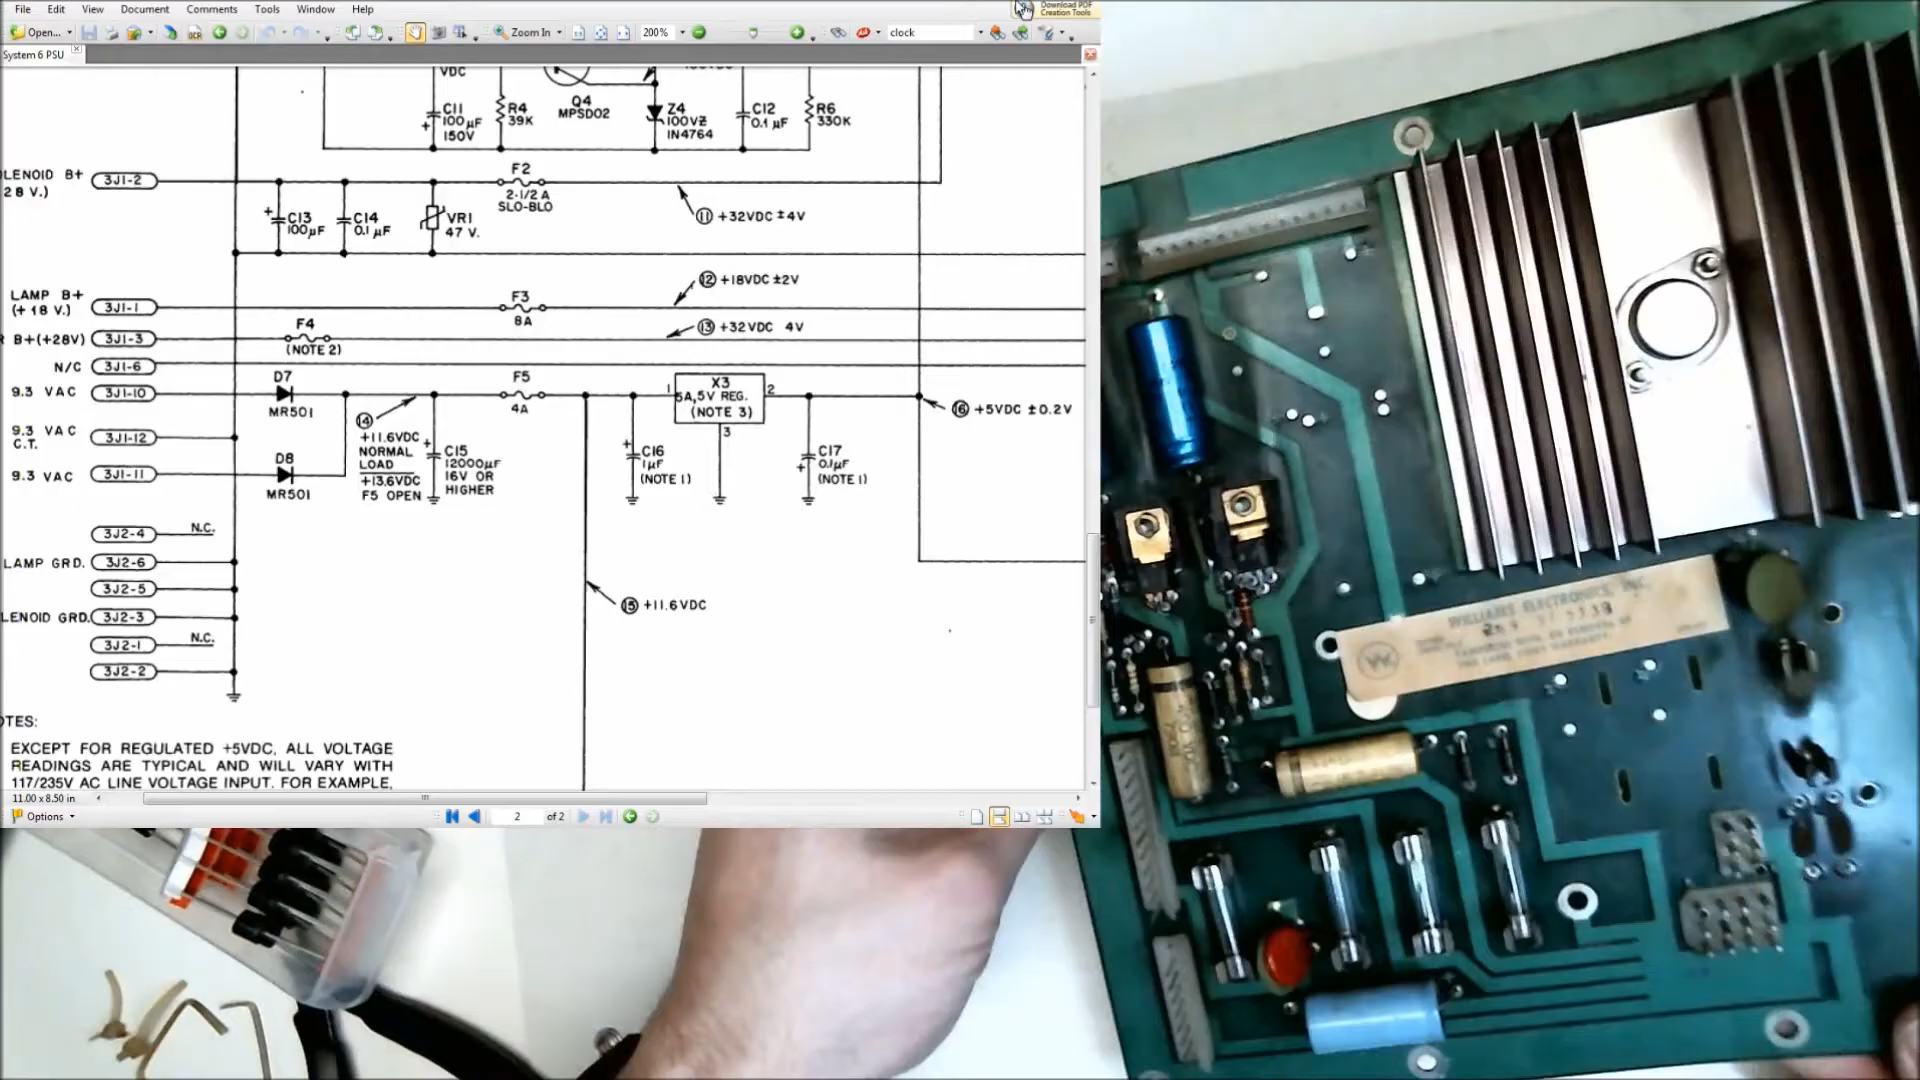 File Edit View Document Comments Tools Window Help
Download PDF
Creation Tools
Open... Zoom In 200% clock
System 6 PSU
VDC
C11
100µF
150V
R4
39K
Q4
MPSD02
Z4
100VZ
IN4764
C12
0.1 µF
R6
330K
OLENOID B+
28 V.)
3J1-2
F2
2-1/2 A
SLO-BLO
C13
100µF
C14
0.1 µF
VR1
47 V.
11 +32VDC ±4V
LAMP B+
(+18 V.)
3J1-1
F3
8A
12 +18VDC ±2V
R B+(+28V)
3J1-3
F4
(NOTE 2)
13 +32VDC 4V
N/C 3J1-6
9.3 VAC 3J1-10
D7
MR501
F5
4A
X3
5A,5V REG.
(NOTE 3)
1
2
3
16 +5VDC ±0.2V
9.3 VAC
C.T.
3J1-12
9.3 VAC 3J1-11
D8
MR501
14
+11.6VDC
NORMAL
LOAD
+13.6VDC
F5 OPEN
C15
12000µF
16V OR
HIGHER
C16
1µF
(NOTE 1)
C17
0.1µF
(NOTE 1)
3J2-4 N.C.
LAMP GRD. 3J2-6
3J2-5
15 +11.6VDC
LENOID GRD. 3J2-3
3J2-1 N.C.
3J2-2
OTES:
EXCEPT FOR REGULATED +5VDC, ALL VOLTAGE
READINGS ARE TYPICAL AND WILL VARY WITH
117/235V AC LINE VOLTAGE INPUT. FOR EXAMPLE,
11.00 x 8.50 in
Options 2 of 2
WILLIAMS ELECTRONICS, INC.